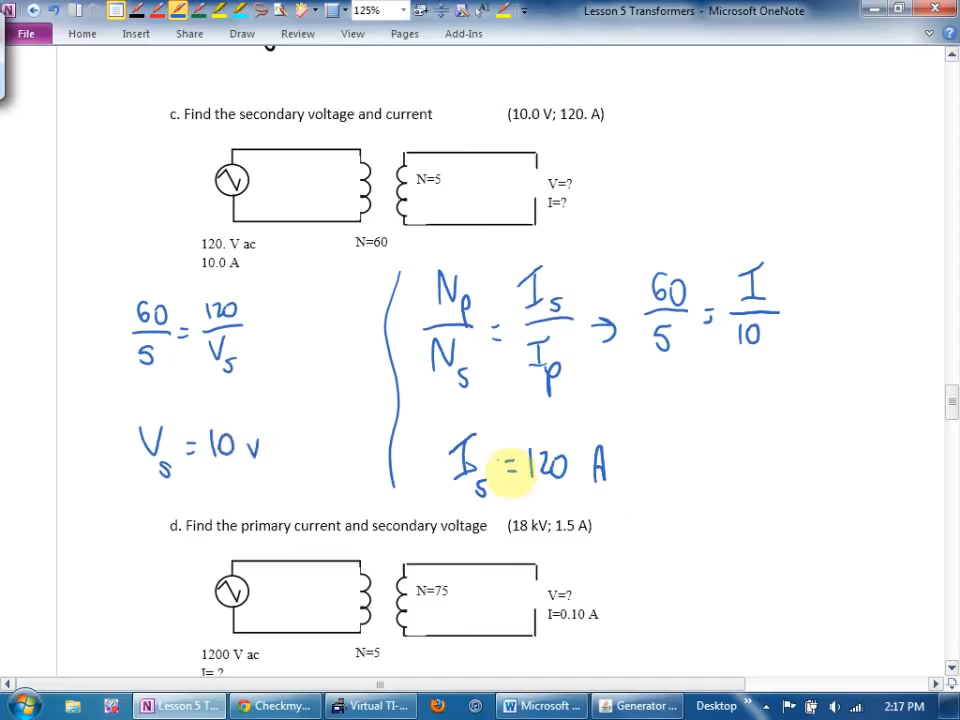 125%
Lesson 5 Transformers - Microsoft OneNote
File Home Insert Share Draw Review View Pages Add-Ins
c. Find the secondary voltage and current (10.0 V; 120. A)
N=5
V=?
I=?
120. V ac
10.0 A
N=60
60/5 = 120/Vs
Vs = 10 v
Np/Ns = Is/Ip → 60/5 = I/10
Is = 120 A
d. Find the primary current and secondary voltage (18 kV; 1.5 A)
N=75
V=?
I=0.10 A
1200 V ac
N=5
I= ?
Lesson 5 T... Checkmy... Virtual TI-... Microsoft ... Generator ... Desktop 2:17 PM